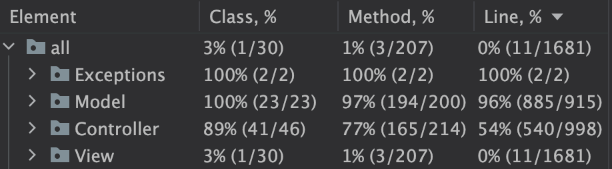 Element Class, % Method, % Line, %
all 3% (1/30) 1% (3/207) 0% (11/1681)
Exceptions 100% (2/2) 100% (2/2) 100% (2/2)
Model 100% (23/23) 97% (194/200) 96% (885/915)
Controller 89% (41/46) 77% (165/214) 54% (540/998)
View 3% (1/30) 1% (3/207) 0% (11/1681)